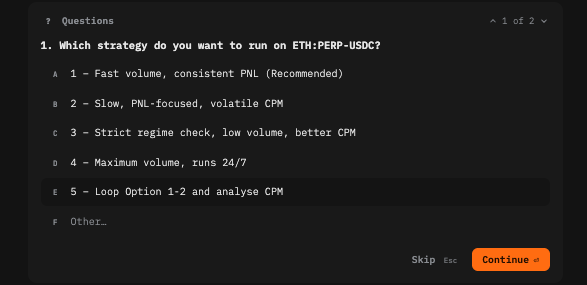 ? Questions 1 of 2
1. Which strategy do you want to run on ETH:PERP-USDC?
A 1 – Fast volume, consistent PNL (Recommended)
B 2 – Slow, PNL-focused, volatile CPM
C 3 – Strict regime check, low volume, better CPM
D 4 – Maximum volume, runs 24/7
E 5 – Loop Option 1-2 and analyse CPM
F Other…
Skip Esc Continue ⏎